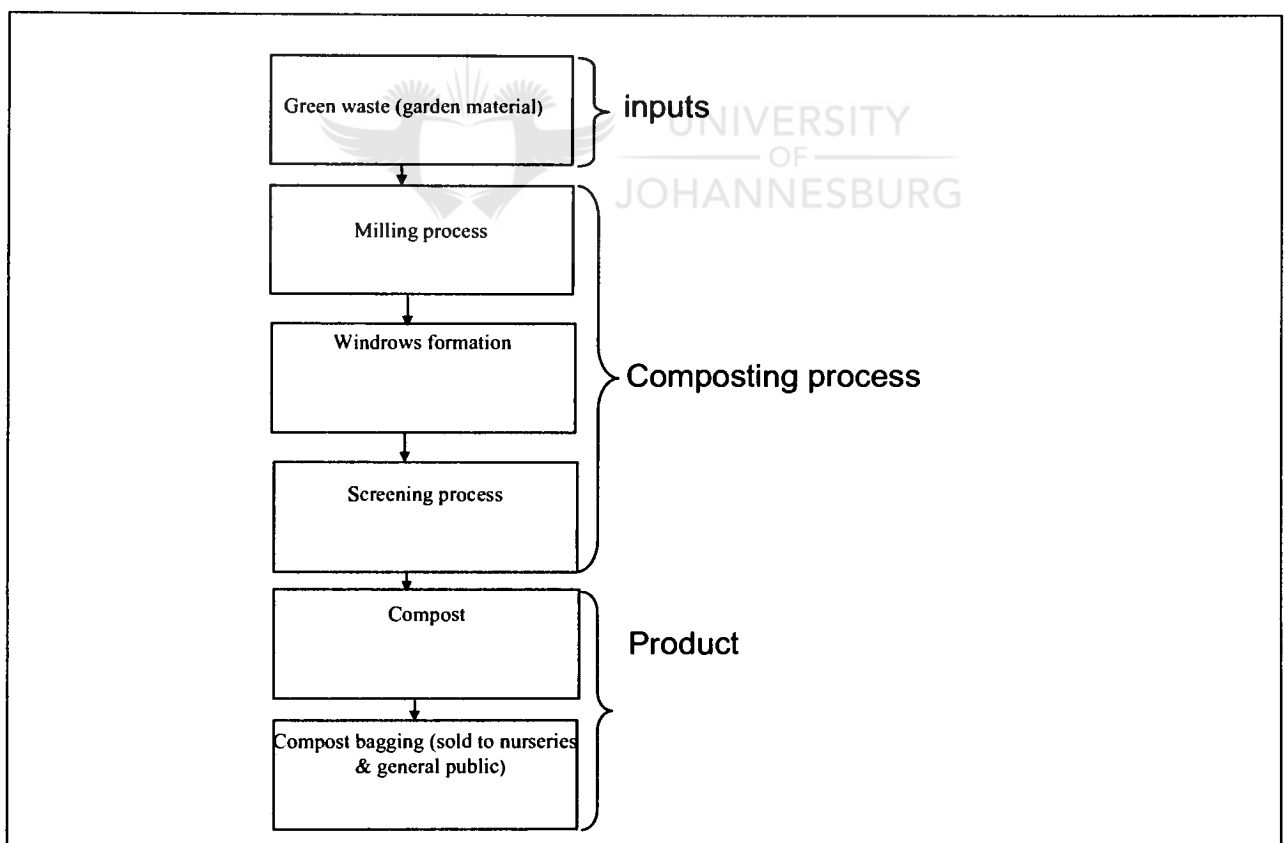 Green waste (garden material)
inputs
UNIVERSITY
OF
JOHANNESBURG
Milling process
Windrows formation
Composting process
Screening process
Compost
Product
Compost bagging (sold to nurseries
& general public)